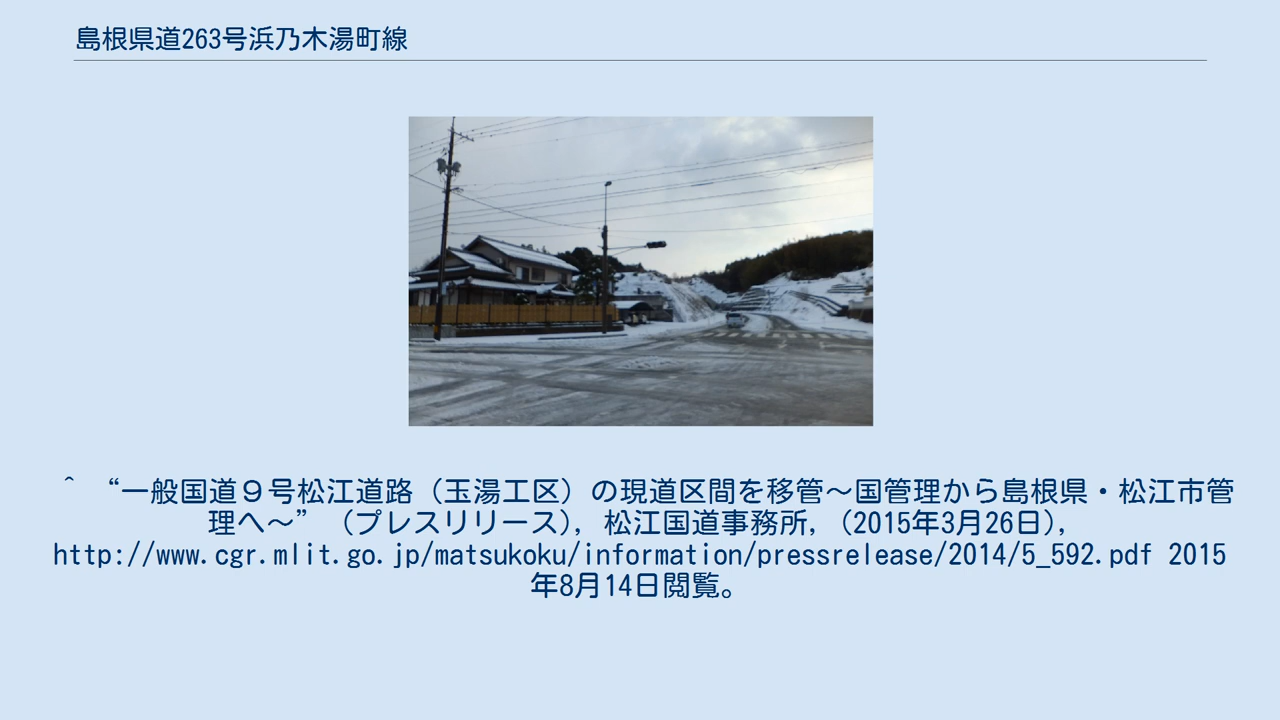 島根県道263号浜乃木湯町線
^ “一般国道９号松江道路（玉湯工区）の現道区間を移管～国管理から島根県・松江市管
理へ～” （プレスリリース）, 松江国道事務所, （2015年3月26日）,
http://www.cgr.mlit.go.jp/matsukoku/information/pressrelease/2014/5_592.pdf 2015
年8月14日閲覧。